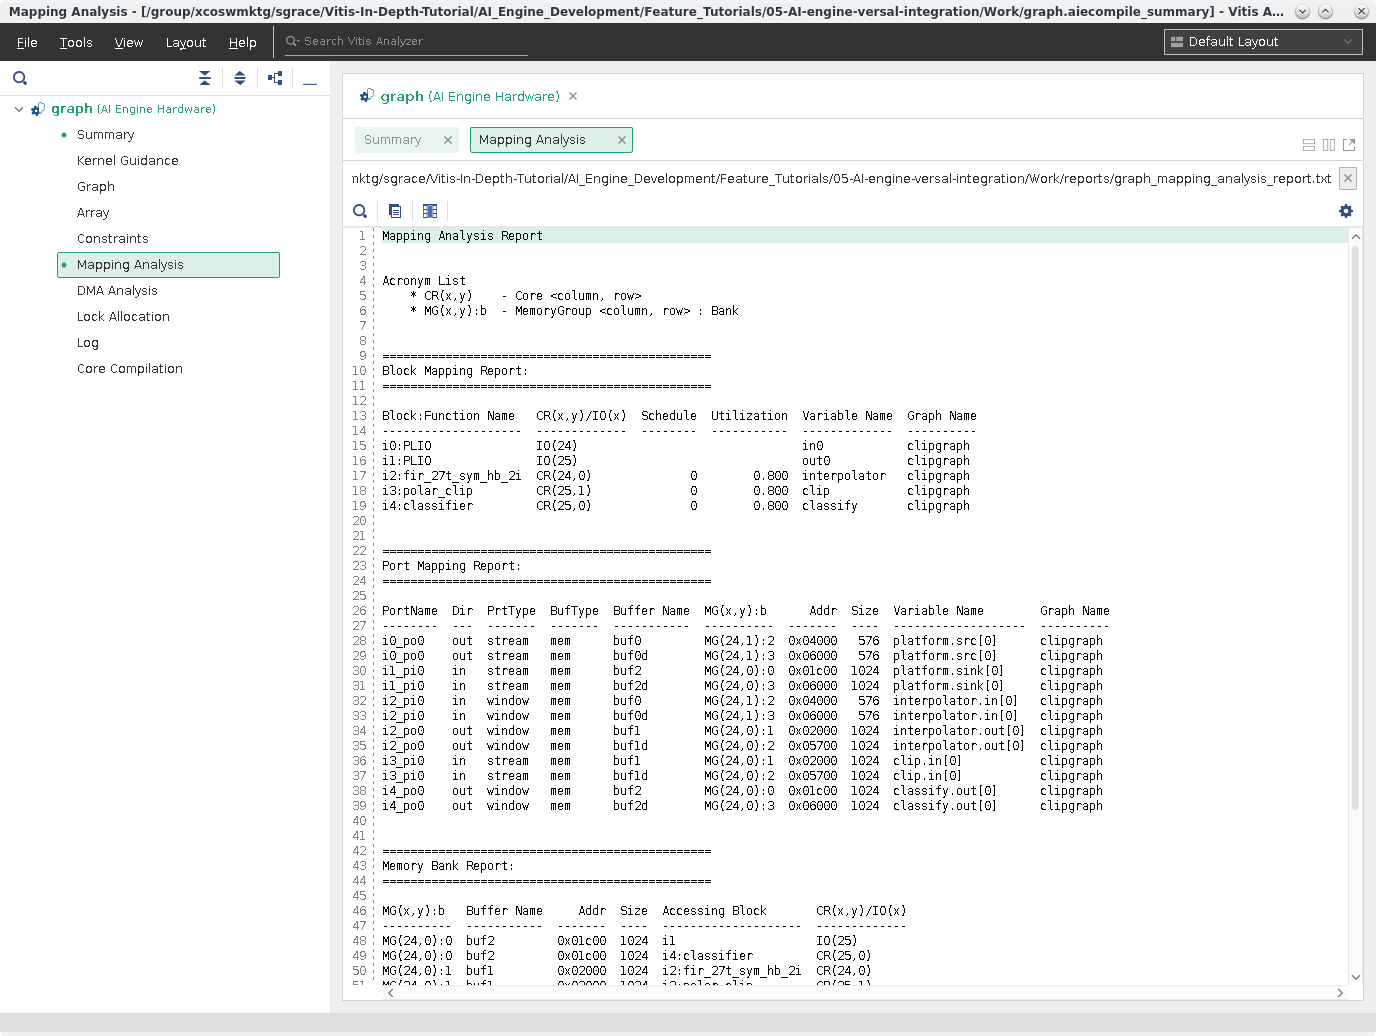 Mapping Analysis - [/group/xcoswmktg/sgrace/Vitis-In-Depth-Tutorial/AI_Engine_Development/Feature_Tutorials/05-AI-engine-versal-integration/Work/graph.aiecompile_summary] - Vitis A...
File Tools View Layout Help Search Vitis Analyzer Default Layout
graph (AI Engine Hardware)
Summary
Kernel Guidance
Graph
Array
Constraints
Mapping Analysis
DMA Analysis
Lock Allocation
Log
Core Compilation
graph (AI Engine Hardware)
Summary Mapping Analysis
mktg/sgrace/Vitis-In-Depth-Tutorial/AI_Engine_Development/Feature_Tutorials/05-AI-engine-versal-integration/Work/reports/graph_mapping_analysis_report.txt
1 Mapping Analysis Report
2
3
4 Acronym List
5 * CR(x,y) - Core <column, row>
6 * MG(x,y):b - MemoryGroup <column, row> : Bank
7
8
9 ===============================================
10 Block Mapping Report:
11 ===============================================
12
13 Block:Function Name CR(x,y)/IO(x) Schedule Utilization Variable Name Graph Name
14 -------------------- ------------- -------- ----------- ------------- ----------
15 i0:PLIO IO(24) in0 clipgraph
16 i1:PLIO IO(25) out0 clipgraph
17 i2:fir_27t_sym_hb_2i CR(24,0) 0 0.800 interpolator clipgraph
18 i3:polar_clip CR(25,1) 0 0.800 clip clipgraph
19 i4:classifier CR(25,0) 0 0.800 classify clipgraph
20
21
22 ===============================================
23 Port Mapping Report:
24 ===============================================
25
26 PortName Dir PrtType BufType Buffer Name MG(x,y):b Addr Size Variable Name Graph Name
27 -------- --- ------- ------- ----------- ---------- ------- ---- ------------------- ----------
28 i0_po0 out stream mem buf0 MG(24,1):2 0x04000 576 platform.src[0] clipgraph
29 i0_po0 out stream mem buf0d MG(24,1):3 0x06000 576 platform.src[0] clipgraph
30 i1_pi0 in stream mem buf2 MG(24,0):0 0x01c00 1024 platform.sink[0] clipgraph
31 i1_pi0 in stream mem buf2d MG(24,0):3 0x06000 1024 platform.sink[0] clipgraph
32 i2_pi0 in window mem buf0 MG(24,1):2 0x04000 576 interpolator.in[0] clipgraph
33 i2_pi0 in window mem buf0d MG(24,1):3 0x06000 576 interpolator.in[0] clipgraph
34 i2_po0 out window mem buf1 MG(24,0):1 0x02000 1024 interpolator.out[0] clipgraph
35 i2_po0 out window mem buf1d MG(24,0):2 0x05700 1024 interpolator.out[0] clipgraph
36 i3_pi0 in stream mem buf1 MG(24,0):1 0x02000 1024 clip.in[0] clipgraph
37 i3_pi0 in stream mem buf1d MG(24,0):2 0x05700 1024 clip.in[0] clipgraph
38 i4_po0 out window mem buf2 MG(24,0):0 0x01c00 1024 classify.out[0] clipgraph
39 i4_po0 out window mem buf2d MG(24,0):3 0x06000 1024 classify.out[0] clipgraph
40
41
42 ===============================================
43 Memory Bank Report:
44 ===============================================
45
46 MG(x,y):b Buffer Name Addr Size Accessing Block CR(x,y)/IO(x)
47 ---------- ----------- ------- ---- -------------------- -------------
48 MG(24,0):0 buf2 0x01c00 1024 i1 IO(25)
49 MG(24,0):0 buf2 0x01c00 1024 i4:classifier CR(25,0)
50 MG(24,0):1 buf1 0x02000 1024 i2:fir_27t_sym_hb_2i CR(24,0)
51 MG(24,0):1 buf1 0x02000 1024 i3:polar_clip CR(25,1)